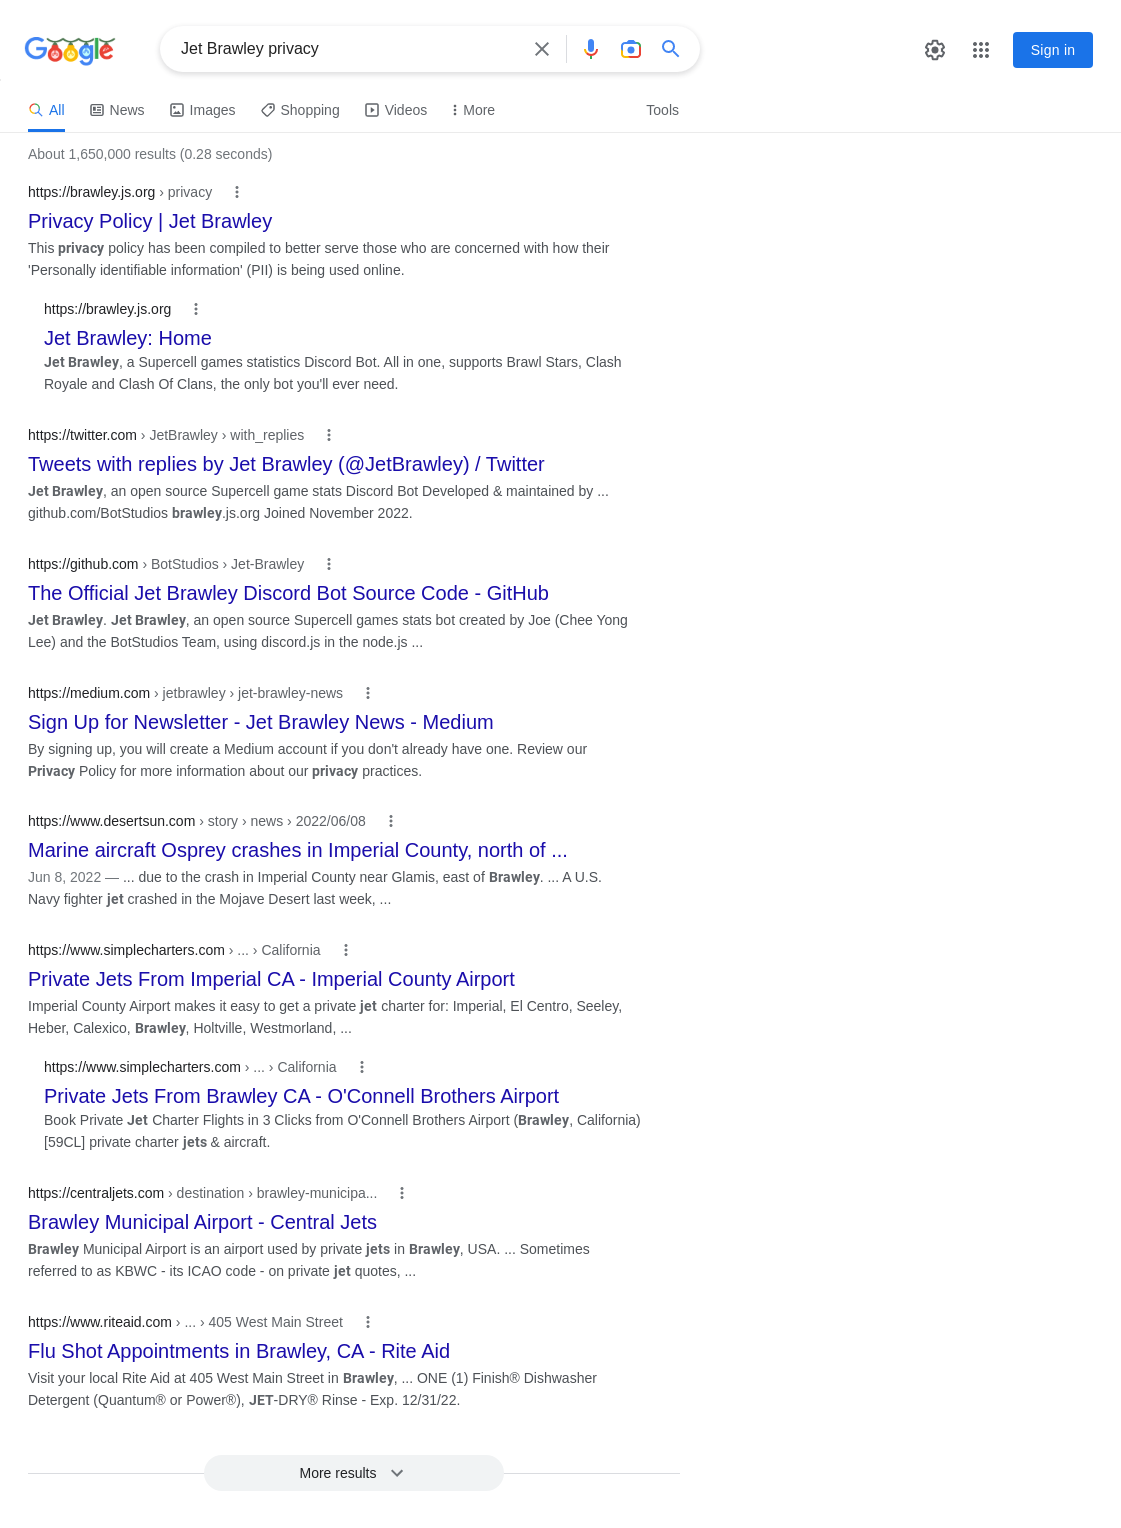 Google
Jet Brawley privacy
Sign in
All News Images Shopping Videos More Tools
About 1,650,000 results (0.28 seconds)
https://brawley.js.org › privacy
Privacy Policy | Jet Brawley
This privacy policy has been compiled to better serve those who are concerned with how their
'Personally identifiable information' (PII) is being used online.
https://brawley.js.org
Jet Brawley: Home
Jet Brawley, a Supercell games statistics Discord Bot. All in one, supports Brawl Stars, Clash
Royale and Clash Of Clans, the only bot you'll ever need.
https://twitter.com › JetBrawley › with_replies
Tweets with replies by Jet Brawley (@JetBrawley) / Twitter
Jet Brawley, an open source Supercell game stats Discord Bot Developed & maintained by ...
github.com/BotStudios brawley.js.org Joined November 2022.
https://github.com › BotStudios › Jet-Brawley
The Official Jet Brawley Discord Bot Source Code - GitHub
Jet Brawley. Jet Brawley, an open source Supercell games stats bot created by Joe (Chee Yong
Lee) and the BotStudios Team, using discord.js in the node.js ...
https://medium.com › jetbrawley › jet-brawley-news
Sign Up for Newsletter - Jet Brawley News - Medium
By signing up, you will create a Medium account if you don't already have one. Review our
Privacy Policy for more information about our privacy practices.
https://www.desertsun.com › story › news › 2022/06/08
Marine aircraft Osprey crashes in Imperial County, north of ...
Jun 8, 2022 — ... due to the crash in Imperial County near Glamis, east of Brawley. ... A U.S.
Navy fighter jet crashed in the Mojave Desert last week, ...
https://www.simplecharters.com › ... › California
Private Jets From Imperial CA - Imperial County Airport
Imperial County Airport makes it easy to get a private jet charter for: Imperial, El Centro, Seeley,
Heber, Calexico, Brawley, Holtville, Westmorland, ...
https://www.simplecharters.com › ... › California
Private Jets From Brawley CA - O'Connell Brothers Airport
Book Private Jet Charter Flights in 3 Clicks from O'Connell Brothers Airport (Brawley, California)
[59CL] private charter jets & aircraft.
https://centraljets.com › destination › brawley-municipa...
Brawley Municipal Airport - Central Jets
Brawley Municipal Airport is an airport used by private jets in Brawley, USA. ... Sometimes
referred to as KBWC - its ICAO code - on private jet quotes, ...
https://www.riteaid.com › ... › 405 West Main Street
Flu Shot Appointments in Brawley, CA - Rite Aid
Visit your local Rite Aid at 405 West Main Street in Brawley, ... ONE (1) Finish® Dishwasher
Detergent (Quantum® or Power®), JET-DRY® Rinse - Exp. 12/31/22.
More results